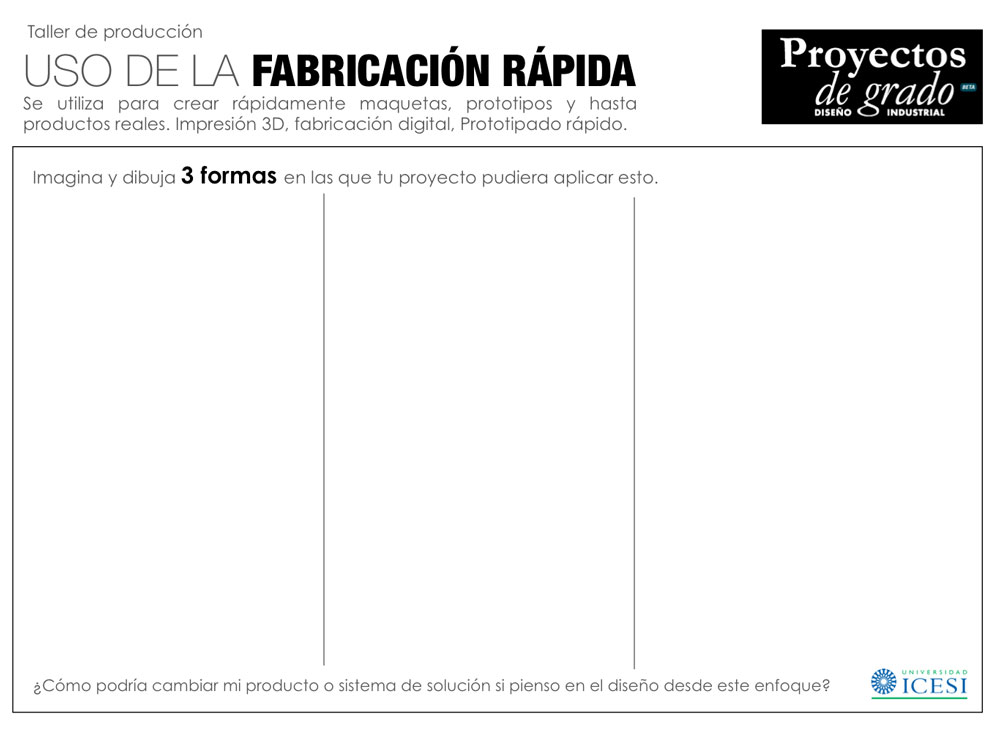 Taller de producción
USO DE LA FABRICACIÓN RÁPIDA
Se utiliza para crear rápidamente maquetas, prototipos y hasta
productos reales. Impresión 3D, fabricación digital, Prototipado rápido.
Proyectos
de grado BETA
DISEÑO INDUSTRIAL
Imagina y dibuja 3 formas en las que tu proyecto pudiera aplicar esto.
¿Cómo podría cambiar mi producto o sistema de solución si pienso en el diseño desde este enfoque?
UNIVERSIDAD
ICESI